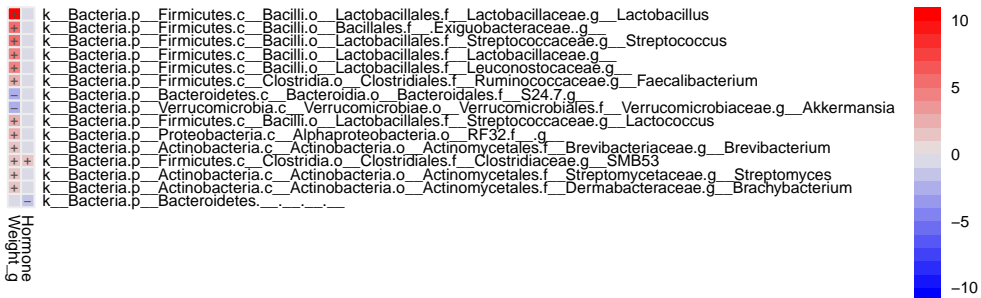 + k__Bacteria.p__Firmicutes.c__Bacilli.o__Lactobacillales.f__Lactobacillaceae.g__Lactobacillus
+ k__Bacteria.p__Firmicutes.c__Bacilli.o__Bacillales.f__.Exiguobacteraceae..g__
+ k__Bacteria.p__Firmicutes.c__Bacilli.o__Lactobacillales.f__Streptococcaceae.g__Streptococcus
+ k__Bacteria.p__Firmicutes.c__Bacilli.o__Lactobacillales.f__Lactobacillaceae.g__
+ k__Bacteria.p__Firmicutes.c__Bacilli.o__Lactobacillales.f__Leuconostocaceae.g__
+ k__Bacteria.p__Firmicutes.c__Clostridia.o__Clostridiales.f__Ruminococcaceae.g__Faecalibacterium
− k__Bacteria.p__Bacteroidetes.c__Bacteroidia.o__Bacteroidales.f__S24.7.g__
− k__Bacteria.p__Verrucomicrobia.c__Verrucomicrobiae.o__Verrucomicrobiales.f__Verrucomicrobiaceae.g__Akkermansia
+ k__Bacteria.p__Firmicutes.c__Bacilli.o__Lactobacillales.f__Streptococcaceae.g__Lactococcus
+ k__Bacteria.p__Proteobacteria.c__Alphaproteobacteria.o__RF32.f__.g__
+ k__Bacteria.p__Actinobacteria.c__Actinobacteria.o__Actinomycetales.f__Brevibacteriaceae.g__Brevibacterium
+ + k__Bacteria.p__Firmicutes.c__Clostridia.o__Clostridiales.f__Clostridiaceae.g__SMB53
+ k__Bacteria.p__Actinobacteria.c__Actinobacteria.o__Actinomycetales.f__Streptomycetaceae.g__Streptomyces
+ k__Bacteria.p__Actinobacteria.c__Actinobacteria.o__Actinomycetales.f__Dermabacteraceae.g__Brachybacterium
− k__Bacteria.p__Bacteroidetes.__.__.__.__
Weight_g
Hormone
10
5
0
−5
−10